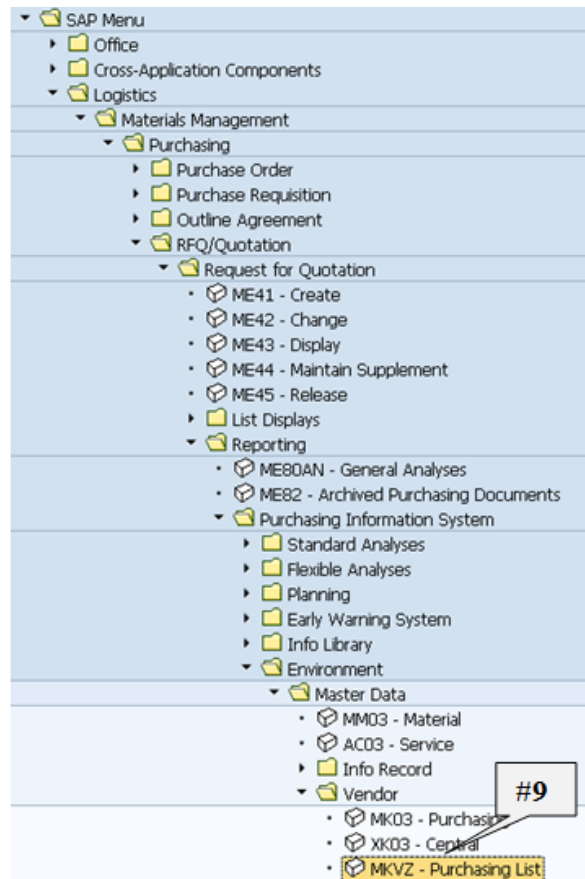 SAP Menu
Office
Cross-Application Components
Logistics
Materials Management
Purchasing
Purchase Order
Purchase Requisition
Outline Agreement
RFQ/Quotation
Request for Quotation
ME41 - Create
ME42 - Change
ME43 - Display
ME44 - Maintain Supplement
ME45 - Release
List Displays
Reporting
ME80AN - General Analyses
ME82 - Archived Purchasing Documents
Purchasing Information System
Standard Analyses
Flexible Analyses
Planning
Early Warning System
Info Library
Environment
Master Data
MM03 - Material
AC03 - Service
Info Record
Vendor
#9
MK03 - Purchasing
XK03 - Central
MKVZ - Purchasing List